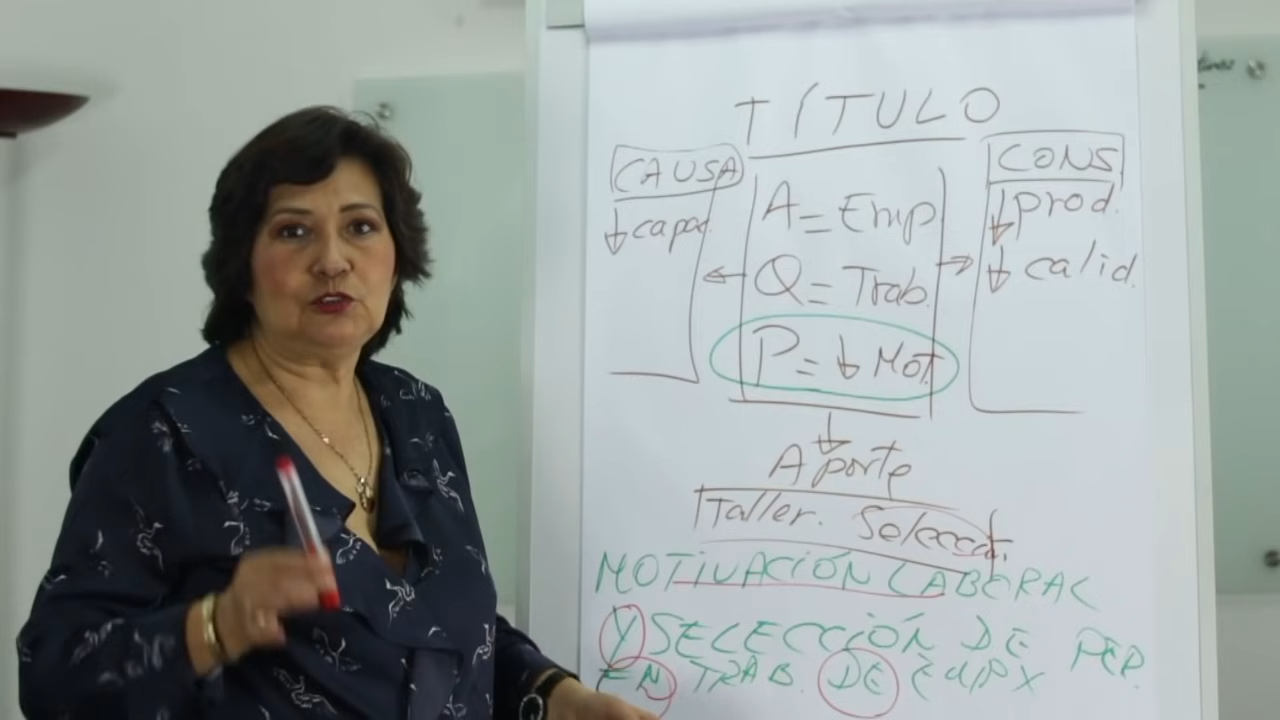 TÍTULO
CAUSA
↓ capac.
A = Emp.
Q = Trab.
P = ↓ Mot.
CONS
↓ prod.
↓ calid.
Aporte
Taller. Selecc
MOTIVACIÓN LABORAL
Y SELECCIÓN DE PER.
EN TRAB. DE EMP X